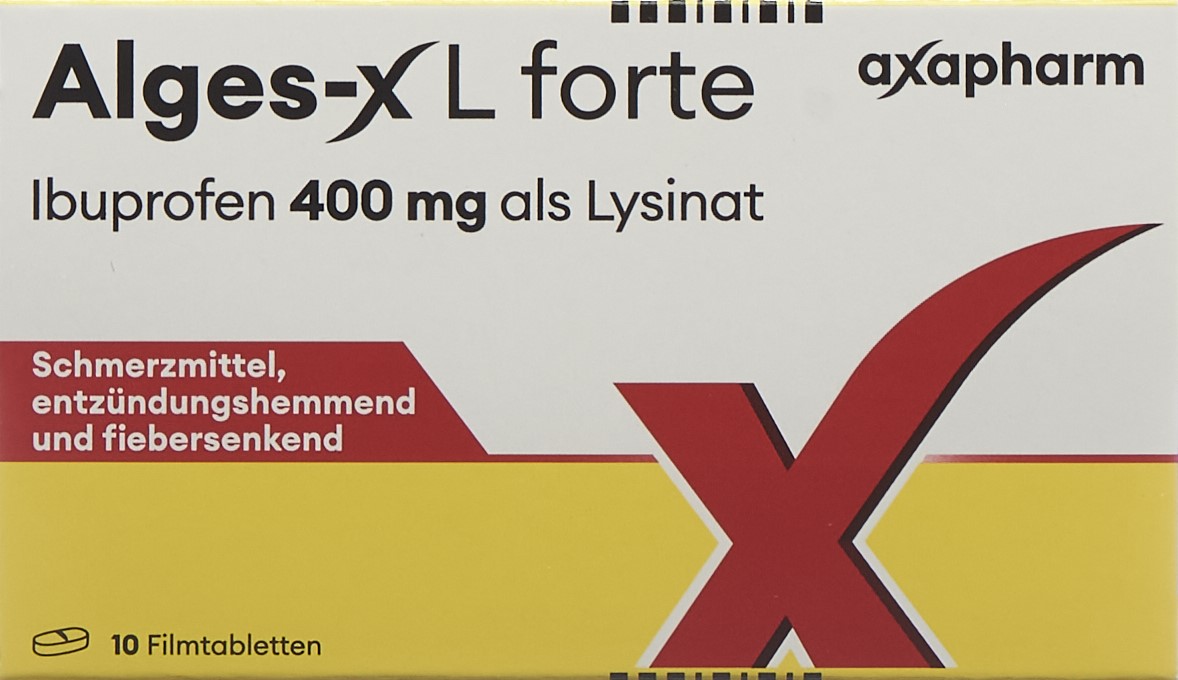 Alges-x L forte
axapharm
Ibuprofen 400 mg als Lysinat
Schmerzmittel,
entzündungshemmend
und fiebersenkend
10 Filmtabletten